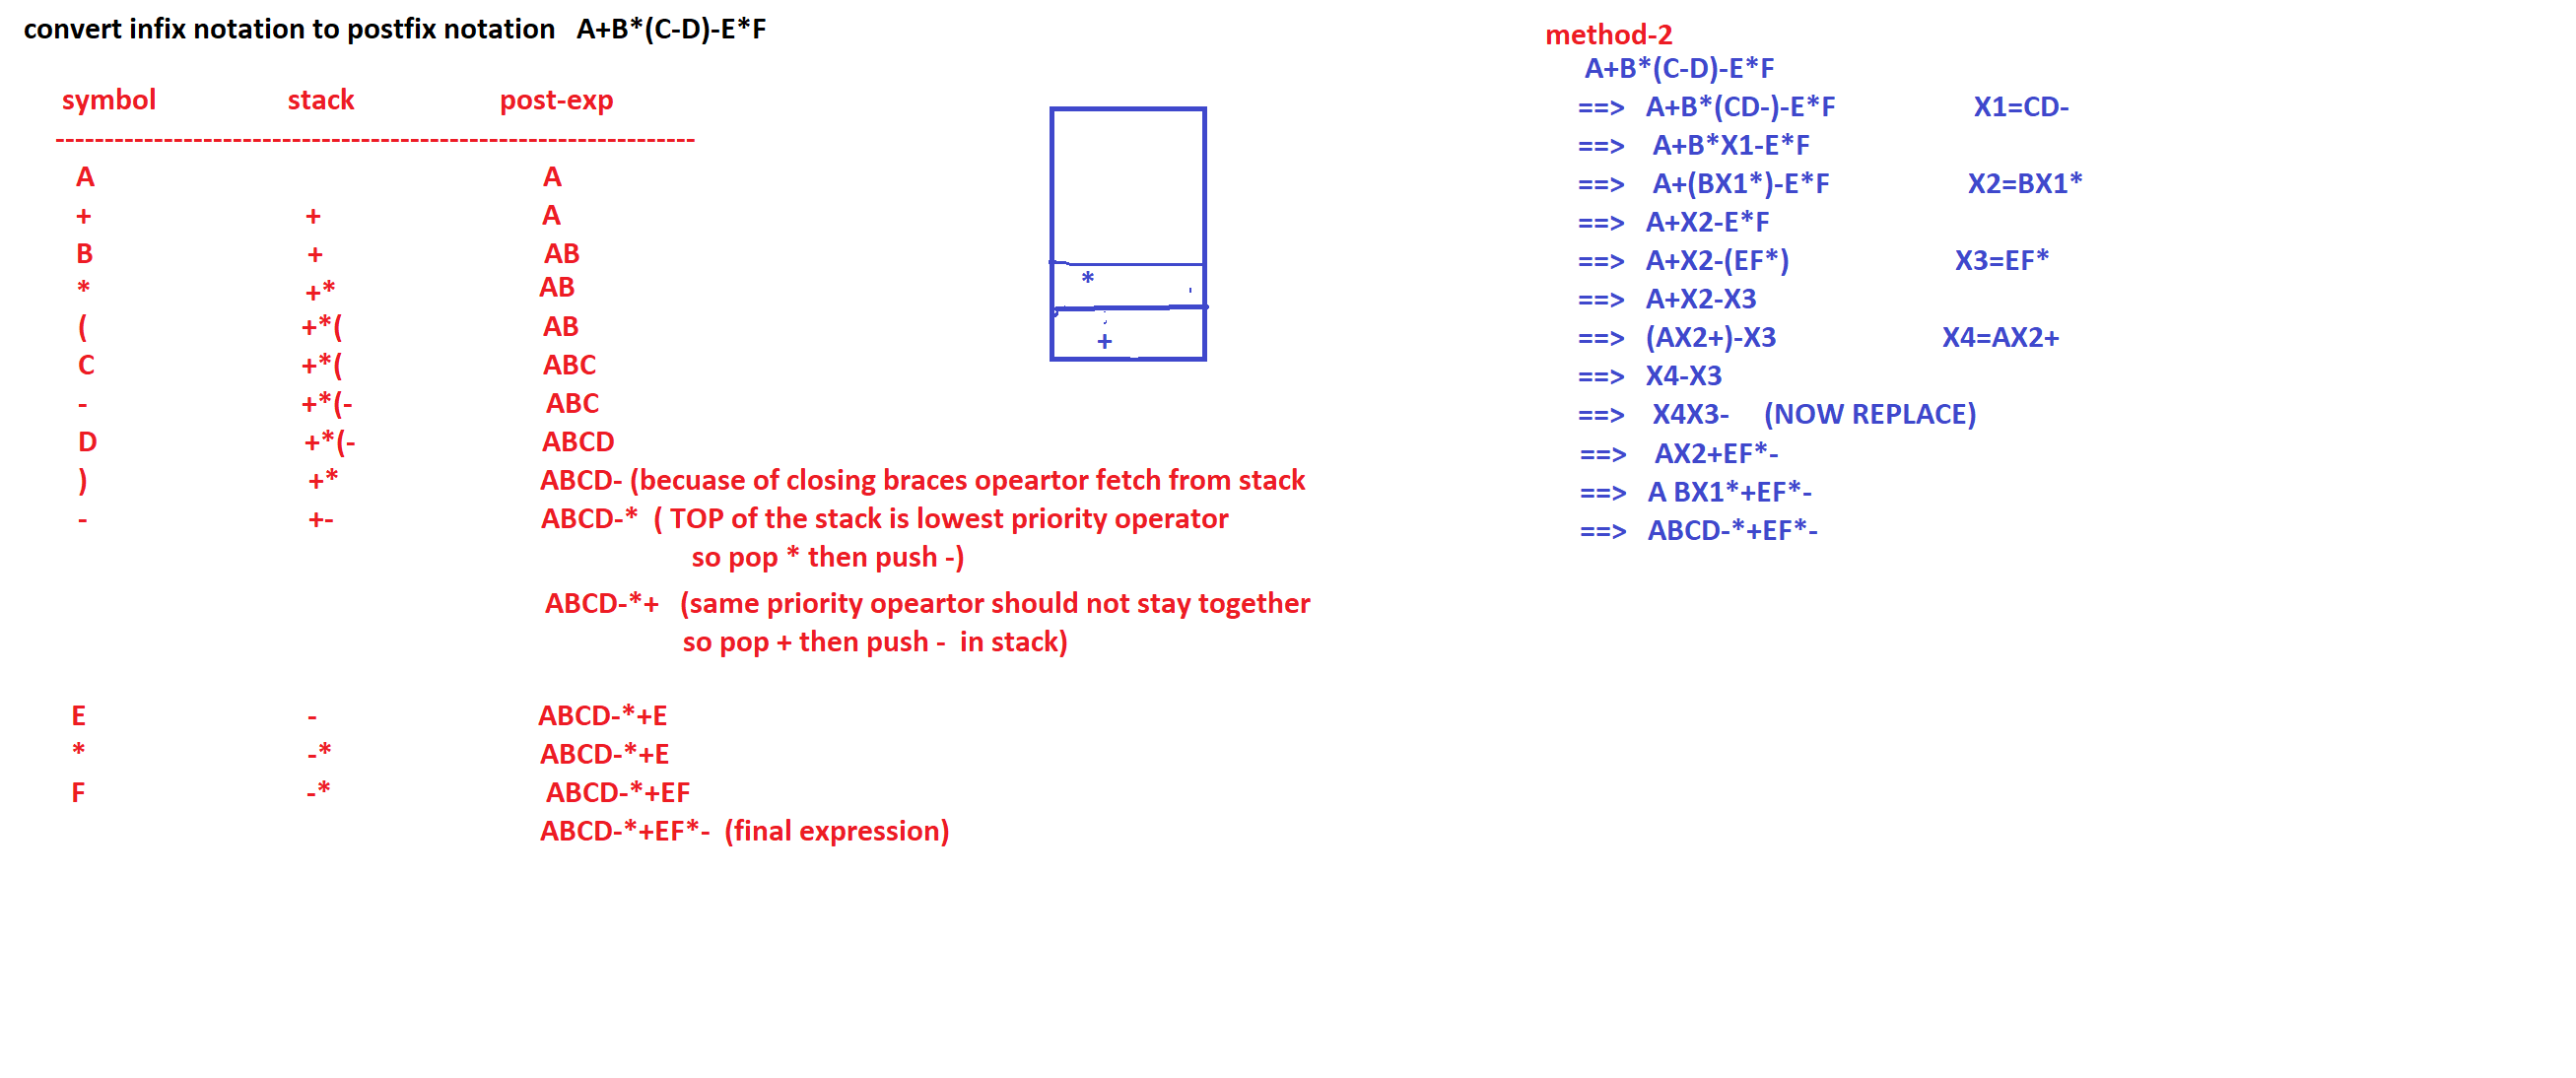 convert infix notation to postfix notation   A+B*(C-D)-E*F
symbol stack post-exp
----------------------------------------------------------------------
A A
+ + A
B + AB
* +* AB
( +*( AB
C +*( ABC
- +*(- ABC
D +*(- ABCD
) +* ABCD- (becuase of closing braces opeartor fetch from stack
- +- ABCD-* ( TOP of the stack is lowest priority operator
so pop * then push -)
ABCD-*+ (same priority opeartor should not stay together
so pop + then push - in stack)
E - ABCD-*+E
* -* ABCD-*+E
F -* ABCD-*+EF
ABCD-*+EF*- (final expression)
*
+
method-2
A+B*(C-D)-E*F
==> A+B*(CD-)-E*F X1=CD-
==> A+B*X1-E*F
==> A+(BX1*)-E*F X2=BX1*
==> A+X2-E*F
==> A+X2-(EF*) X3=EF*
==> A+X2-X3
==> (AX2+)-X3 X4=AX2+
==> X4-X3
==> X4X3- (NOW REPLACE)
==> AX2+EF*-
==> A BX1*+EF*-
==> ABCD-*+EF*-